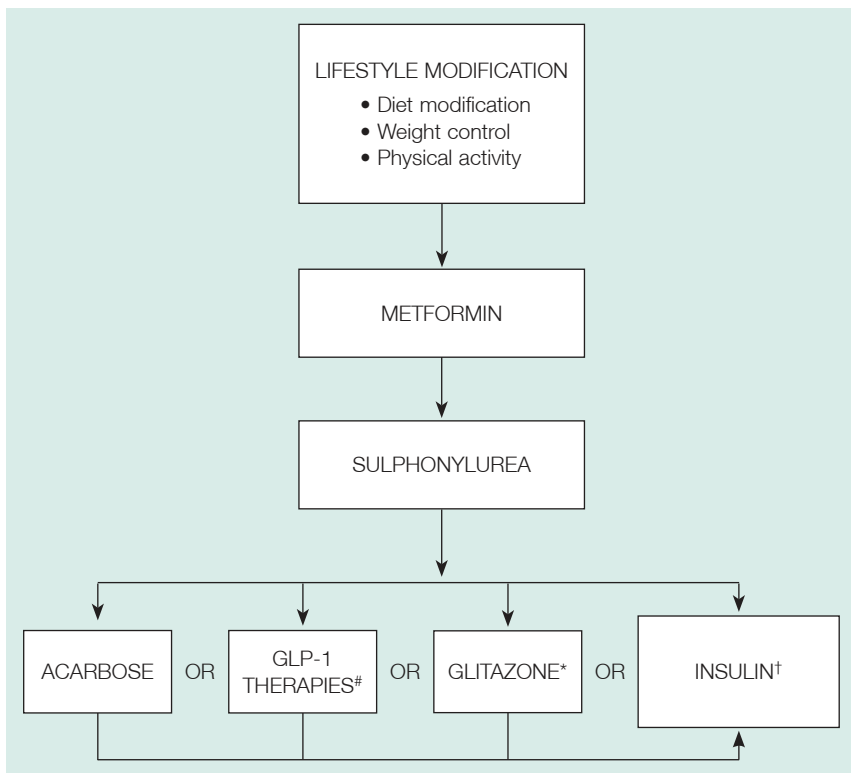 LIFESTYLE MODIFICATION
• Diet modification
• Weight control
• Physical activity
METFORMIN
SULPHONYLUREA
ACARBOSE OR GLP-1 THERAPIES# OR GLITAZONE* OR INSULIN†